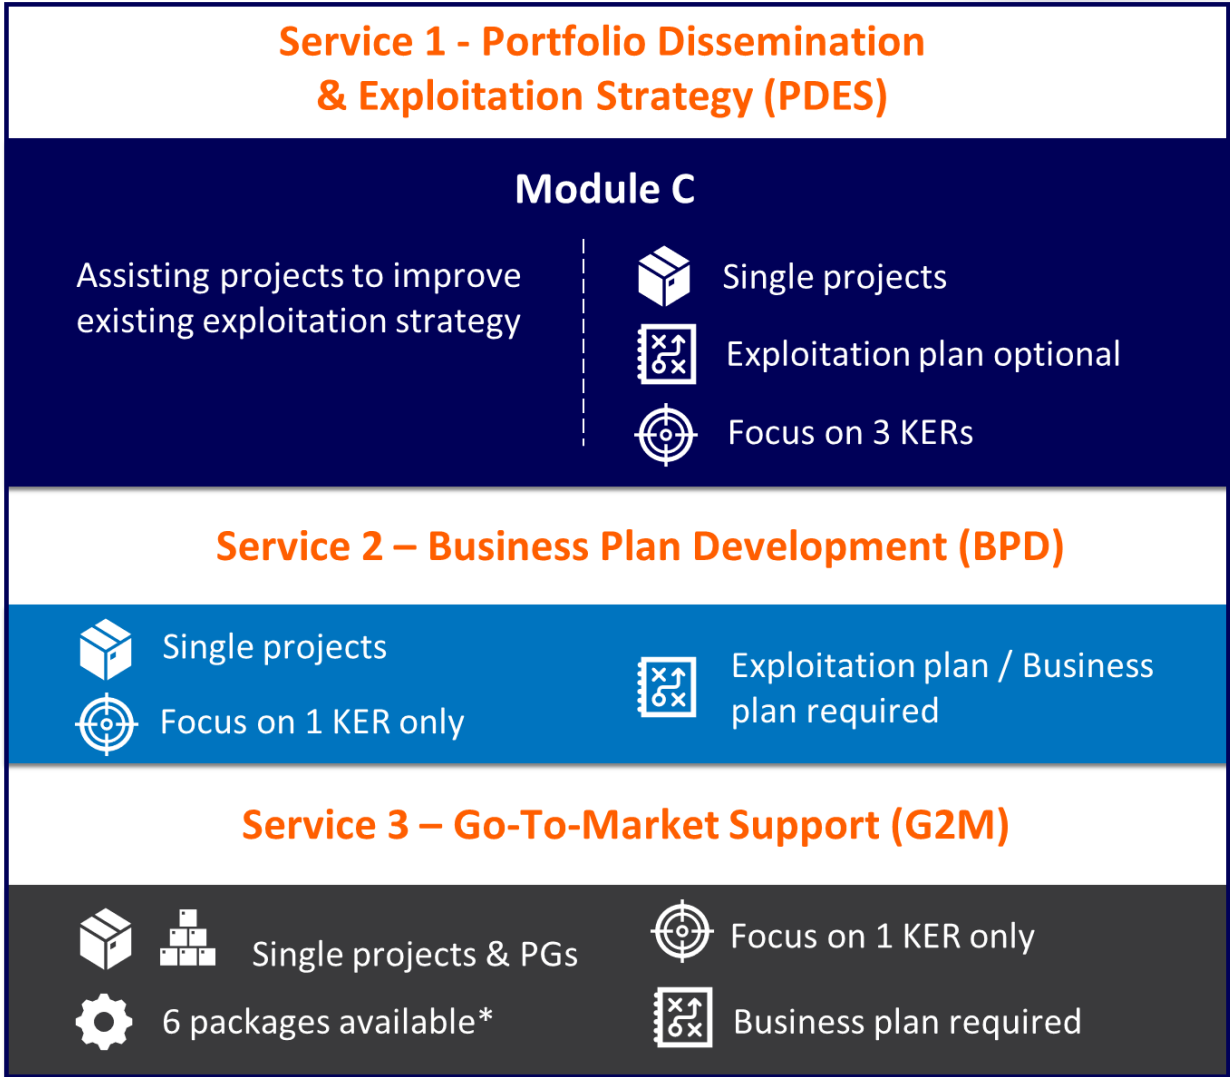 Service 1 - Portfolio Dissemination
& Exploitation Strategy (PDES)
Module C
Assisting projects to improve
existing exploitation strategy
Single projects
Exploitation plan optional
Focus on 3 KERs
Service 2 – Business Plan Development (BPD)
Single projects
Focus on 1 KER only
Exploitation plan / Business
plan required
Service 3 – Go-To-Market Support (G2M)
Single projects & PGs
6 packages available*
Focus on 1 KER only
Business plan required